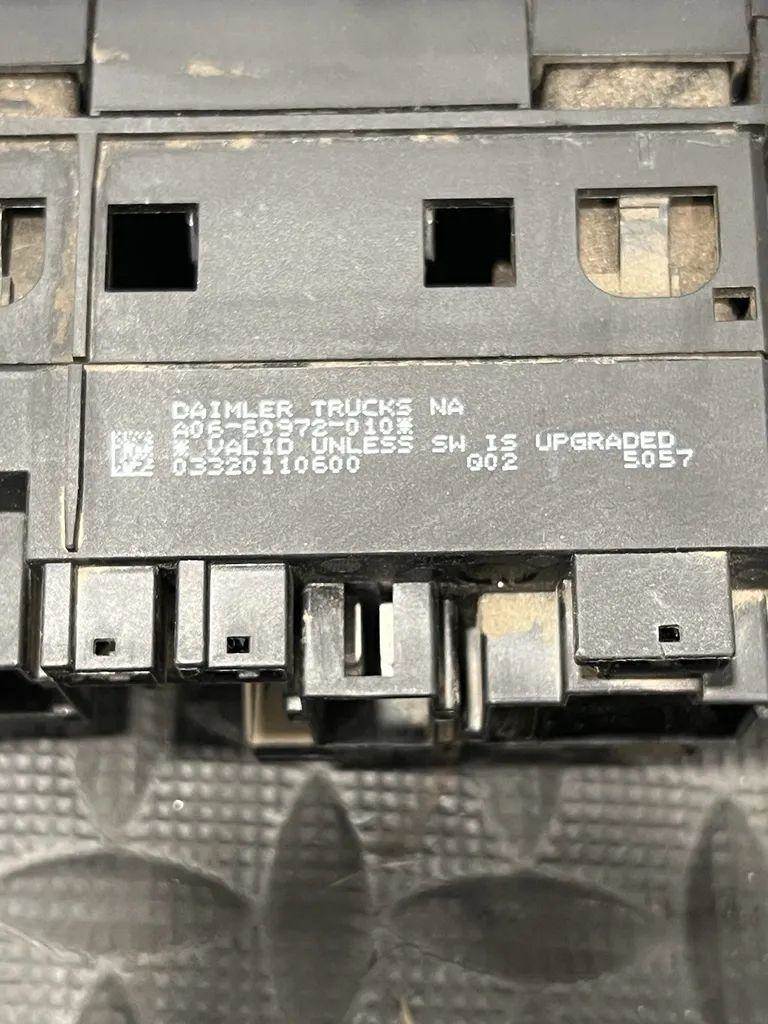 DAIMLER TRUCKS NA
A06-60972-010*
* VALID UNLESS SW IS UPGRADED
03320110600 Q02 5057